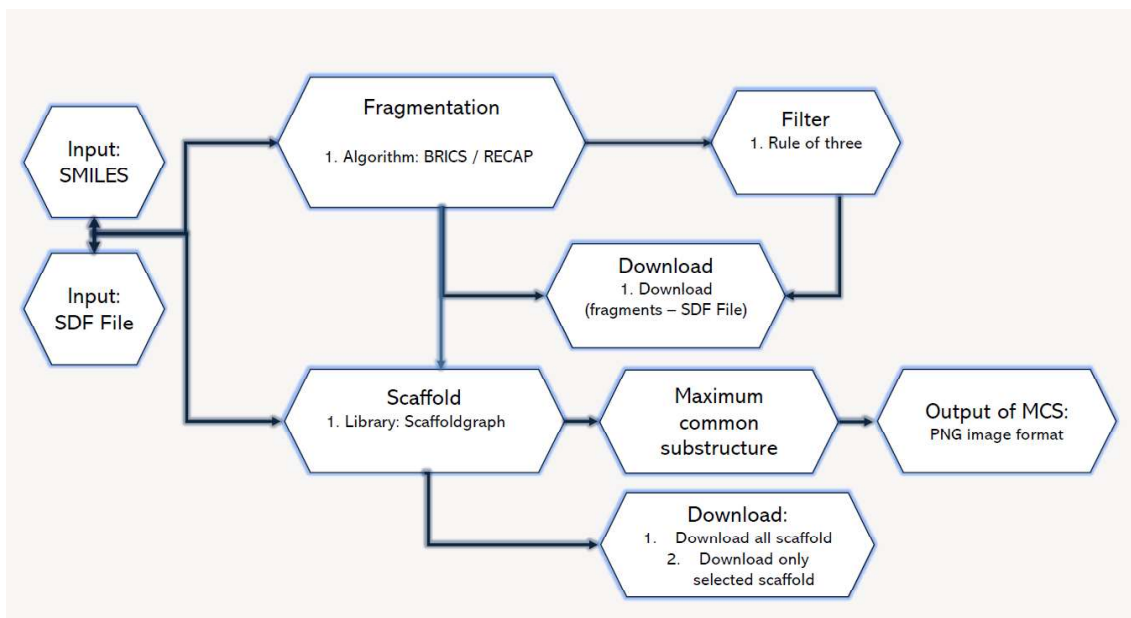 Input:
SMILES
Input:
SDF File
Fragmentation
1. Algorithm: BRICS / RECAP
Filter
1. Rule of three
Download
1. Download
(fragments – SDF File)
Scaffold
1. Library: Scaffoldgraph
Maximum
common
substructure
Output of MCS:
PNG image format
Download:
1. Download all scaffold
2. Download only
selected scaffold